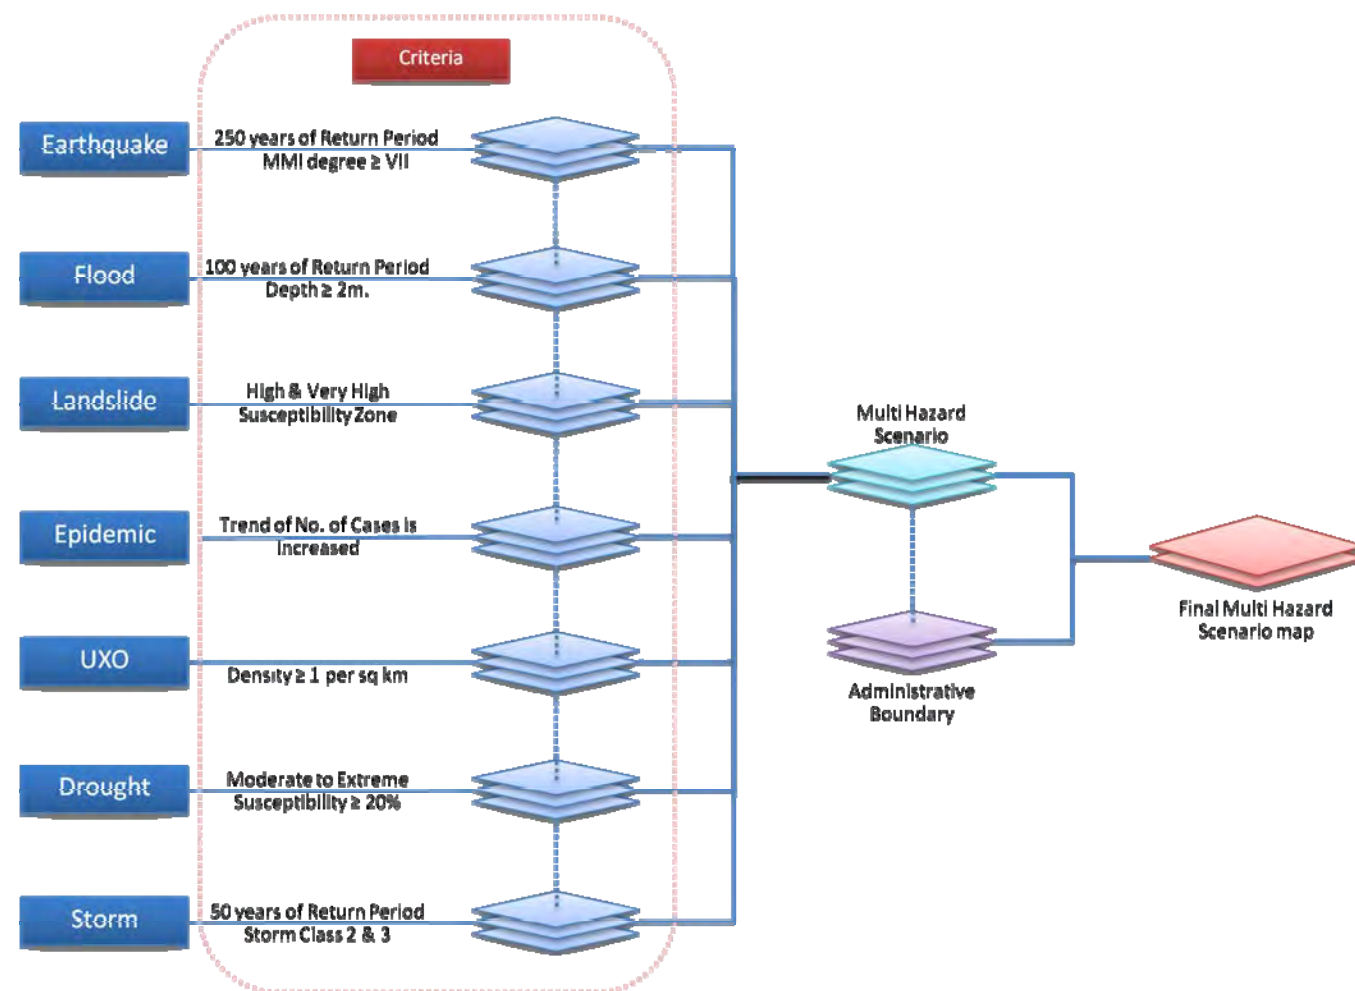 Criteria
Earthquake
250 years of Return Period
MMI degree ≥ VII
Flood
100 years of Return Period
Depth ≥ 2m.
Landslide
High & Very High
Susceptibility Zone
Multi Hazard
Scenario
Epidemic
Trend of No. of Cases is
Increased
Final Multi Hazard
Scenario map
UXO
Density ≥ 1 per sq km
Administrative
Boundary
Drought
Moderate to Extreme
Susceptibility ≥ 20%
Storm
50 years of Return Period
Storm Class 2 & 3